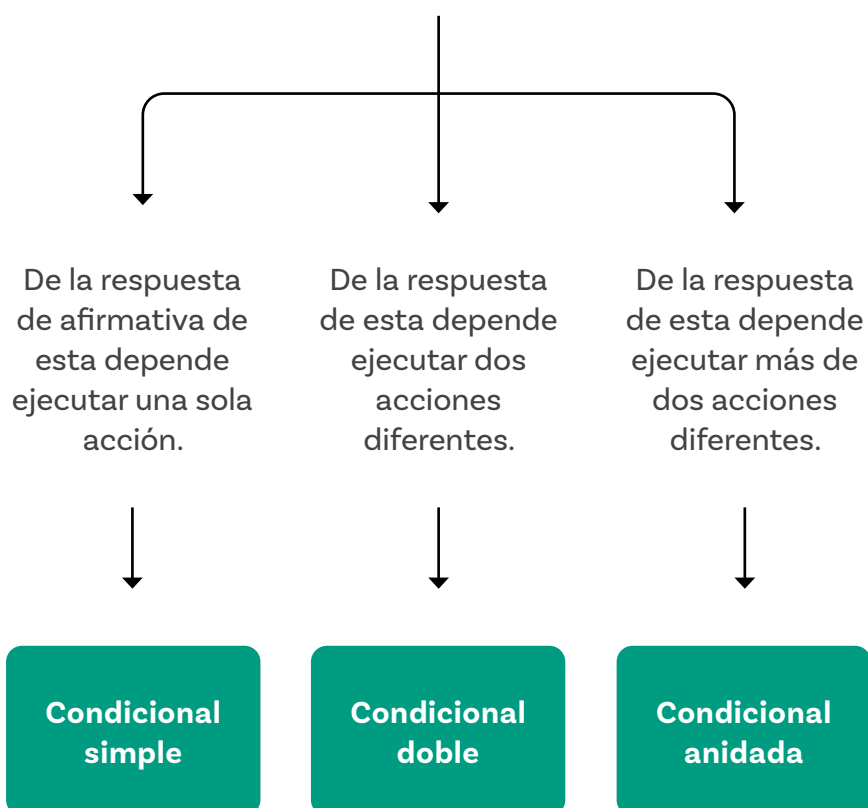 De la respuesta
de afirmativa de
esta depende
ejecutar una sola
acción.
De la respuesta
de esta depende
ejecutar dos
acciones
diferentes.
De la respuesta
de esta depende
ejecutar más de
dos acciones
diferentes.
Condicional
simple
Condicional
doble
Condicional
anidada